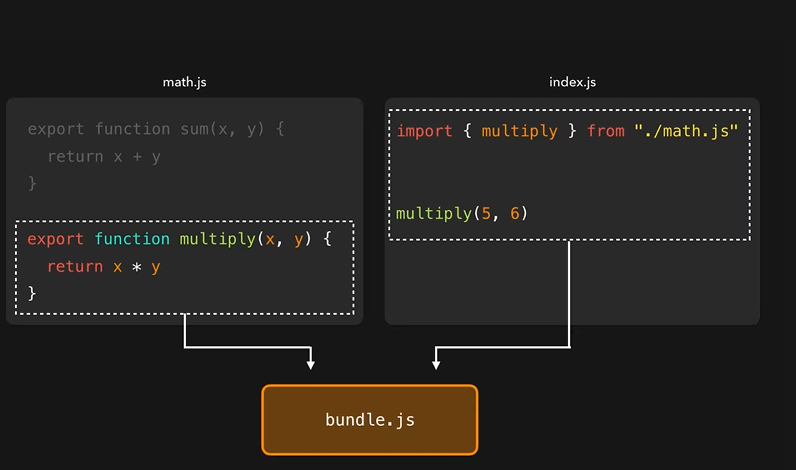 math.js
export function sum(x, y) {
  return x + y
}
export function multiply(x, y) {
  return x * y
}
index.js
import { multiply } from "./math.js"
multiply(5, 6)
bundle.js